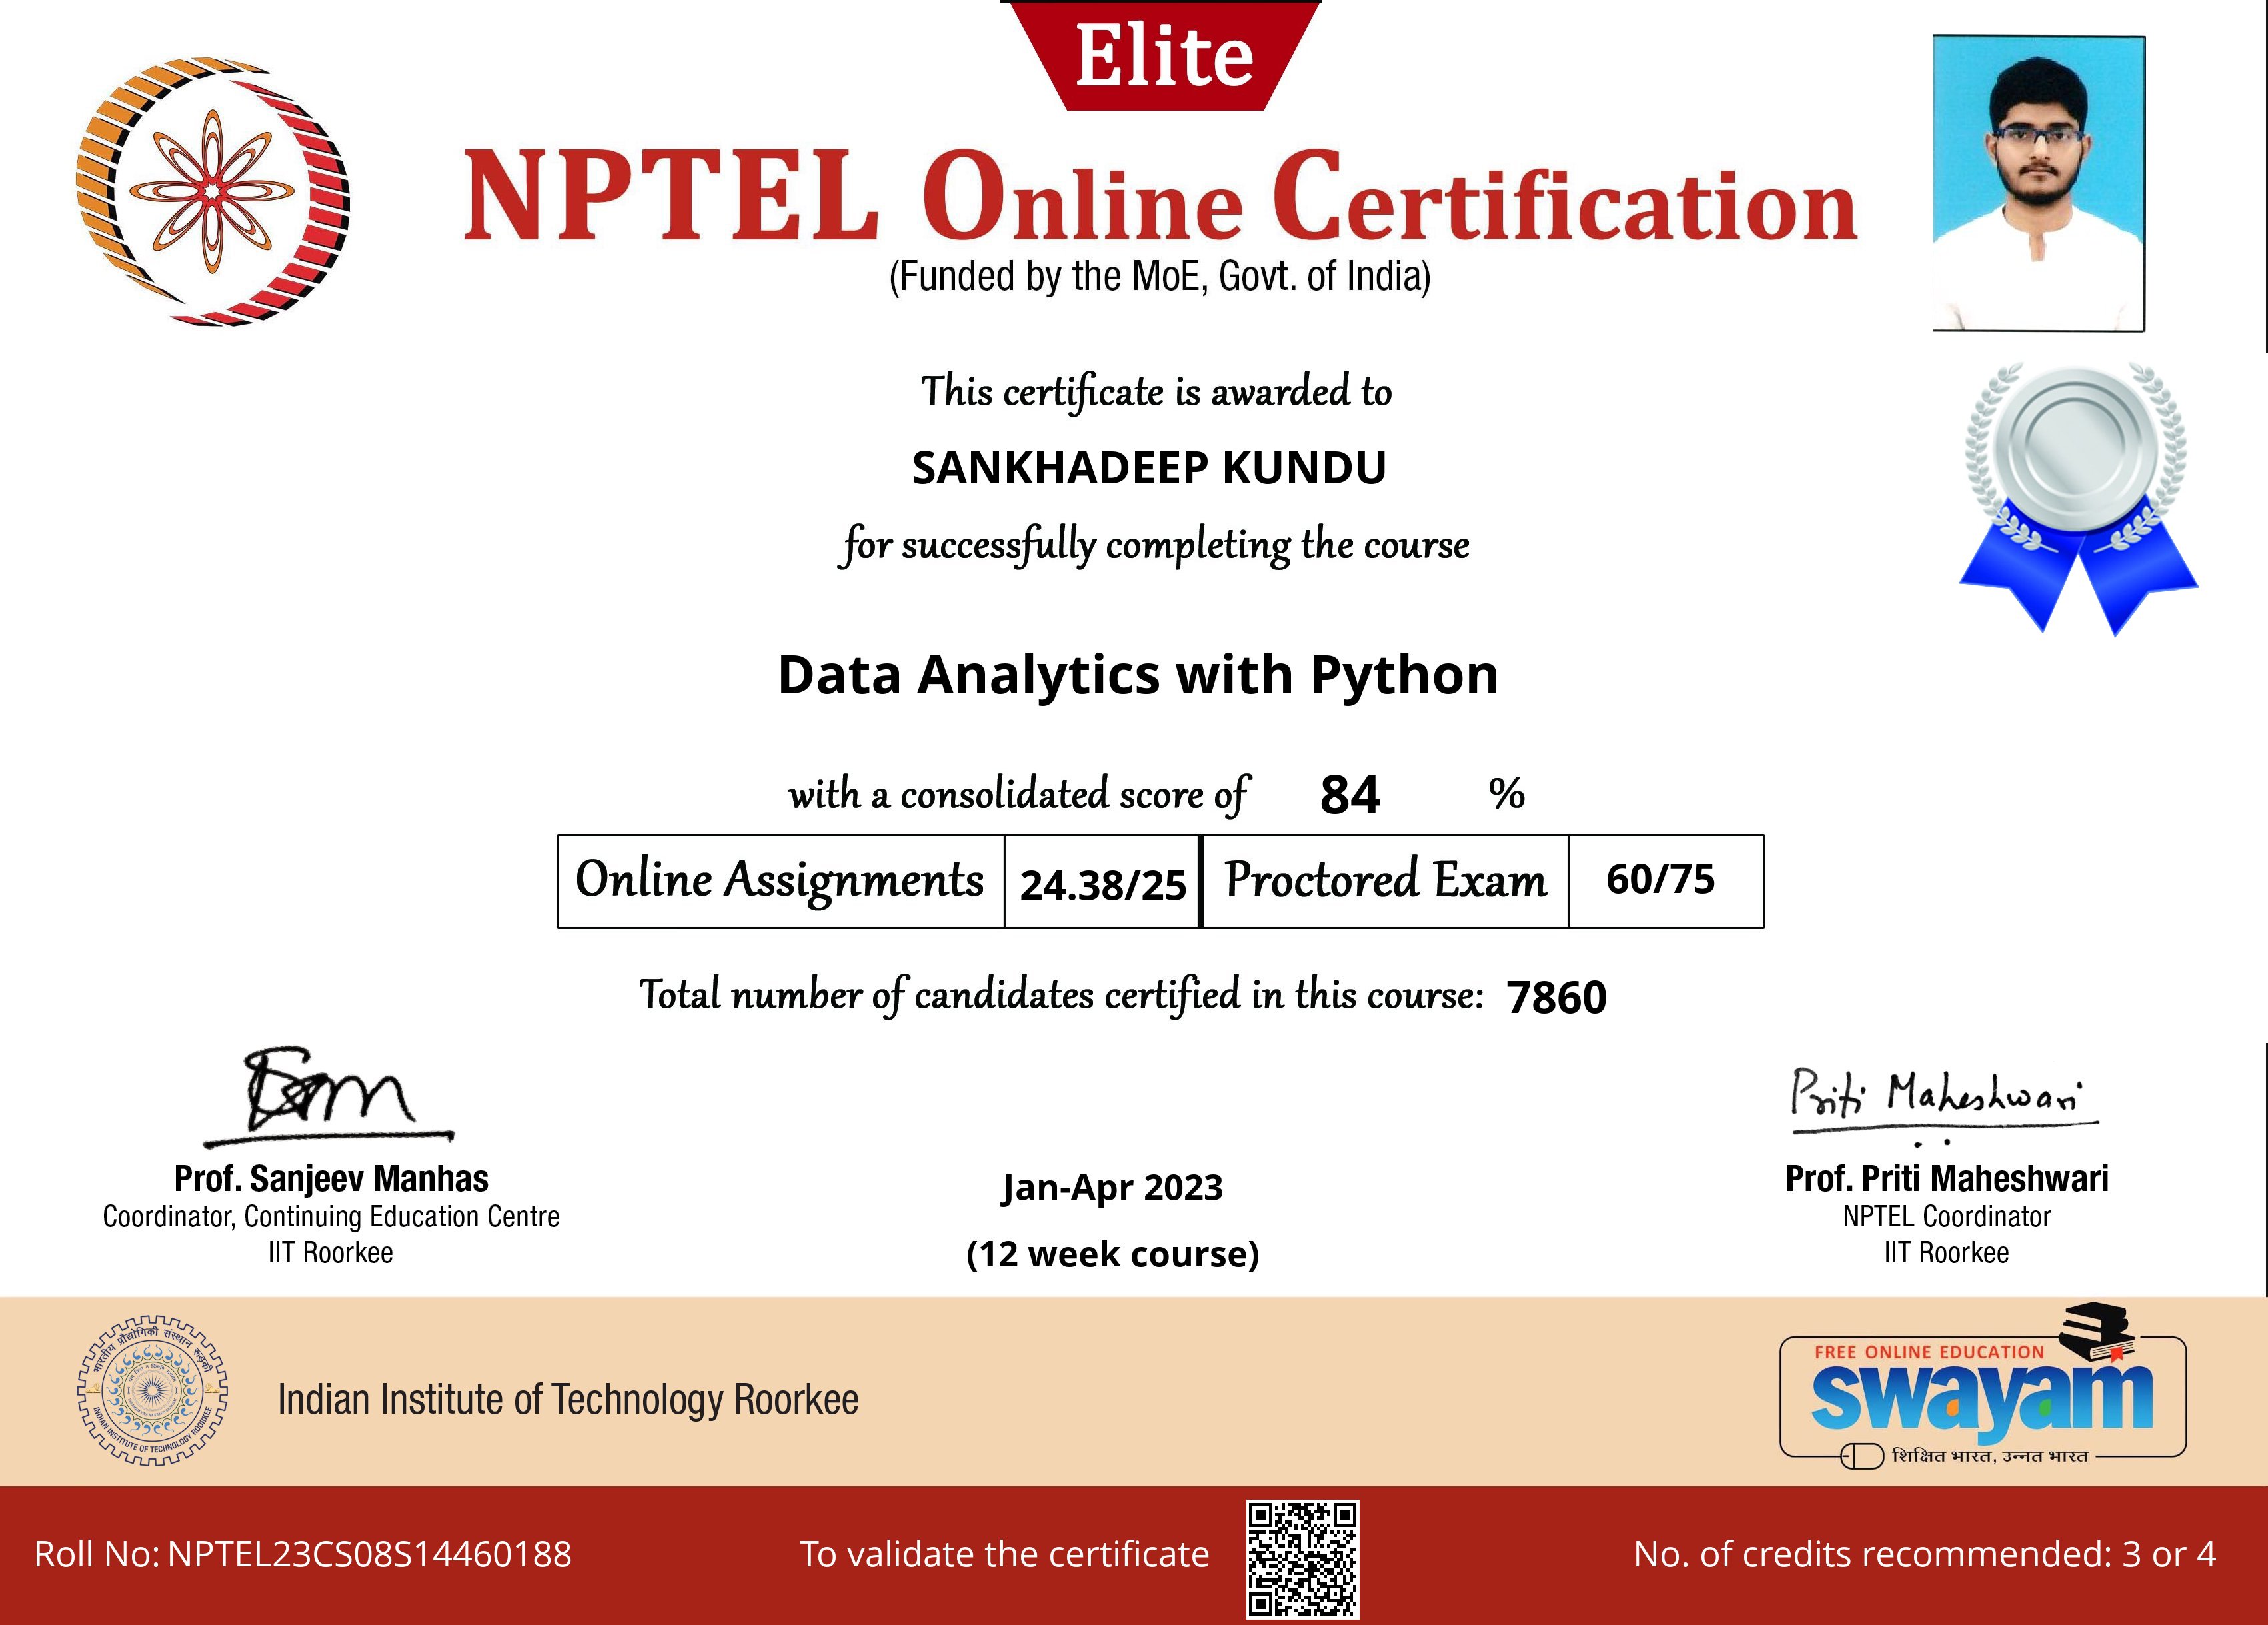 Elite
NPTEL Online Certification
(Funded by the MoE, Govt. of India)
This certificate is awarded to
SANKHADEEP KUNDU
for successfully completing the course
Data Analytics with Python
with a consolidated score of 84 %
Online Assignments 24.38/25 Proctored Exam 60/75
Total number of candidates certified in this course: 7860
Priti Maheshwari
Prof. Sanjeev Manhas
Coordinator, Continuing Education Centre
IIT Roorkee
Jan-Apr 2023
(12 week course)
Prof. Priti Maheshwari
NPTEL Coordinator
IIT Roorkee
भारतीय प्रौद्योगिकी संस्थान रूड़की
INDIAN INSTITUTE OF TECHNOLOGY ROORKEE
Indian Institute of Technology Roorkee
FREE ONLINE EDUCATION
swayam
शिक्षित भारत, उन्नत भारत
Roll No: NPTEL23CS08S14460188
To validate the certificate
No. of credits recommended: 3 or 4